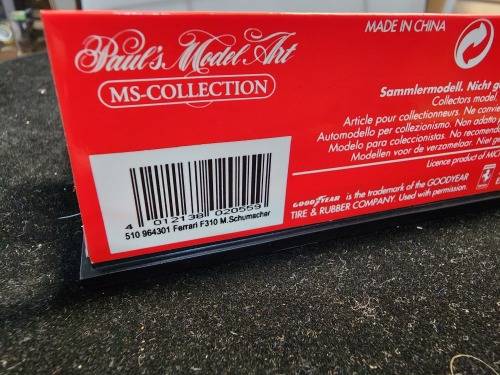 Paul's Model Art
MS-COLLECTION
4 012138 020559
510 964301 Ferrari F310 M.Schumacher
MADE IN CHINA
Sammlermodell. Nicht
Collectors model.
Article pour collectionneurs. Ne
Automodello per collezionismo. Non
Modelo para coleccionistas. No
Modellen voor de verzamelaar. Niet
Licence product of
GOODYEAR is the trademark of the GOODYEAR
TIRE & RUBBER COMPANY. Used with permission.